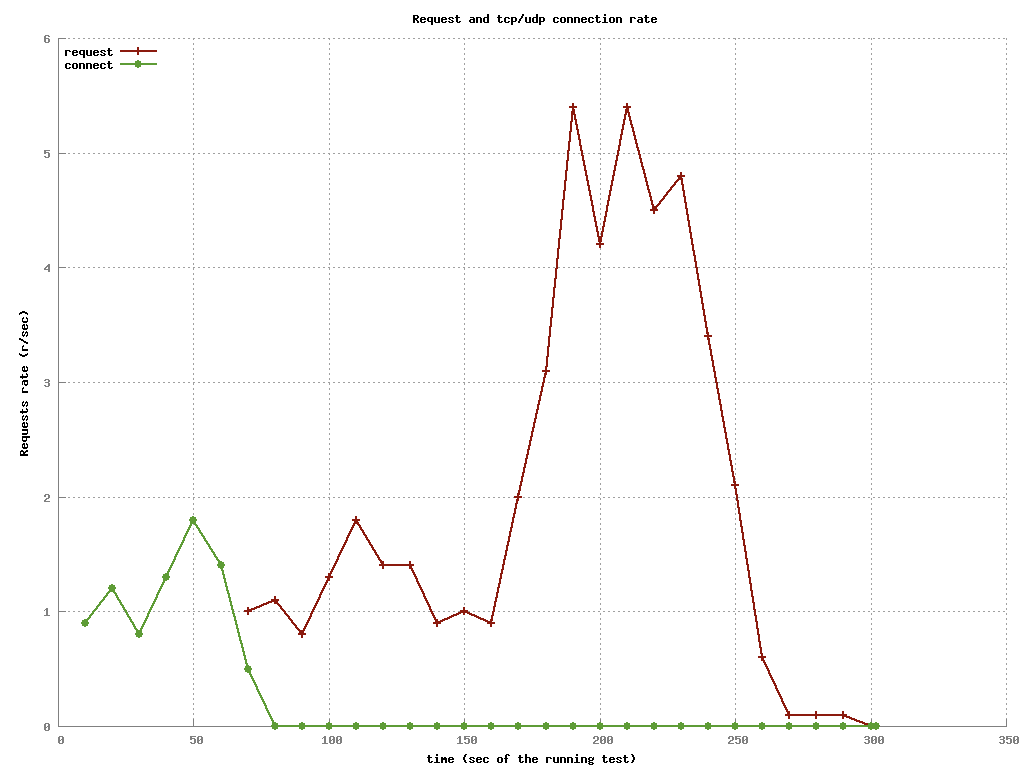 Request and tcp/udp connection rate
6
request
connect
5
4
Requests rate (r/sec)
3
2
1
0
0 50 100 150 200 250 300 350
time (sec of the running test)